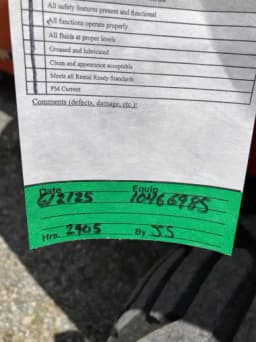 All safety features present and functional
All functions operate properly
All fluids at proper levels
Greased and lubricated
Clean and appearance acceptable
Meets all Rental Ready Standards
PM Current
Comments (defects, damage, etc.):
Date 6/2/25 Equip 10466985
Hrs. 2905 By JS